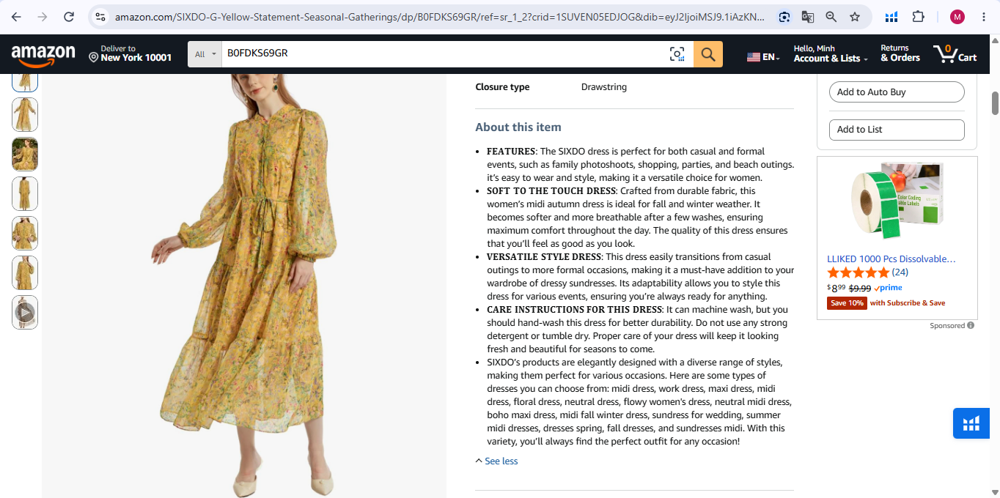 amazon.com/SIXDO-G-Yellow-Statement-Seasonal-Gatherings/dp/B0FDKS69GR/ref=sr_1_2?crid=1SUVEN05EDJOG&dib=eyJ2IjoiMSJ9.1iAzKN...
M
amazon
Deliver to
New York 10001
All
B0FDKS69GR
EN
Hello, Minh
Account & Lists
Returns
& Orders
0
Cart
Closure type Drawstring
About this item
• FEATURES: The SIXDO dress is perfect for both casual and formal
events, such as family photoshoots, shopping, parties, and beach outings.
it’s easy to wear and style, making it a versatile choice for women.
• SOFT TO THE TOUCH DRESS: Crafted from durable fabric, this
women’s midi autumn dress is ideal for fall and winter weather. It
becomes softer and more breathable after a few washes, ensuring
maximum comfort throughout the day. The quality of this dress ensures
that you’ll feel as good as you look.
• VERSATILE STYLE DRESS: This dress easily transitions from casual
outings to more formal occasions, making it a must-have addition to your
wardrobe of dressy sundresses. Its adaptability allows you to style this
dress for various events, ensuring you’re always ready for anything.
• CARE INSTRUCTIONS FOR THIS DRESS: It can machine wash, but you
should hand-wash this dress for better durability. Do not use any strong
detergent or tumble dry. Proper care of your dress will keep it looking
fresh and beautiful for seasons to come.
• SIXDO’s products are elegantly designed with a diverse range of styles,
making them perfect for various occasions. Here are some types of
dresses you can choose from: midi dress, work dress, maxi dress, midi
dress, floral dress, neutral dress, flowy women's dress, neutral midi dress,
boho maxi dress, midi fall winter dress, sundress for wedding, summer
midi dresses, dresses spring, fall dresses, and sundresses midi. With this
variety, you’ll always find the perfect outfit for any occasion!
See less
Add to Auto Buy
Add to List
Color Coding
LLIKED 1000 Pcs Dissolvable...
(24)
$8.99 $9.99 prime
Save 10% with Subscribe & Save
Sponsored